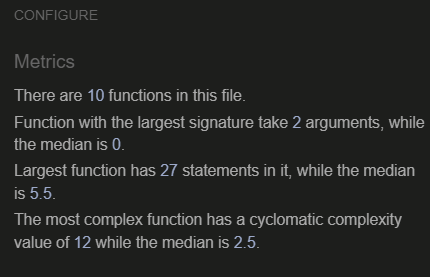 CONFIGURE
Metrics
There are 10 functions in this file.
Function with the largest signature take 2 arguments, while
the median is 0.
Largest function has 27 statements in it, while the median
is 5.5.
The most complex function has a cyclomatic complexity
value of 12 while the median is 2.5.